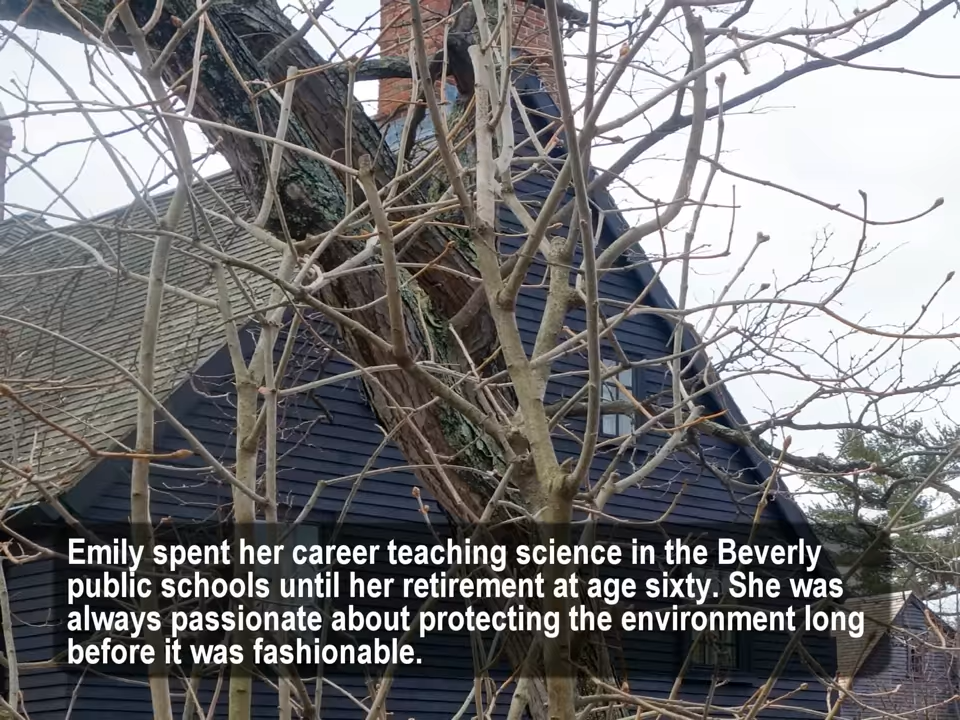 Emily spent her career teaching science in the Beverly
public schools until her retirement at age sixty. She was
always passionate about protecting the environment long
before it was fashionable.